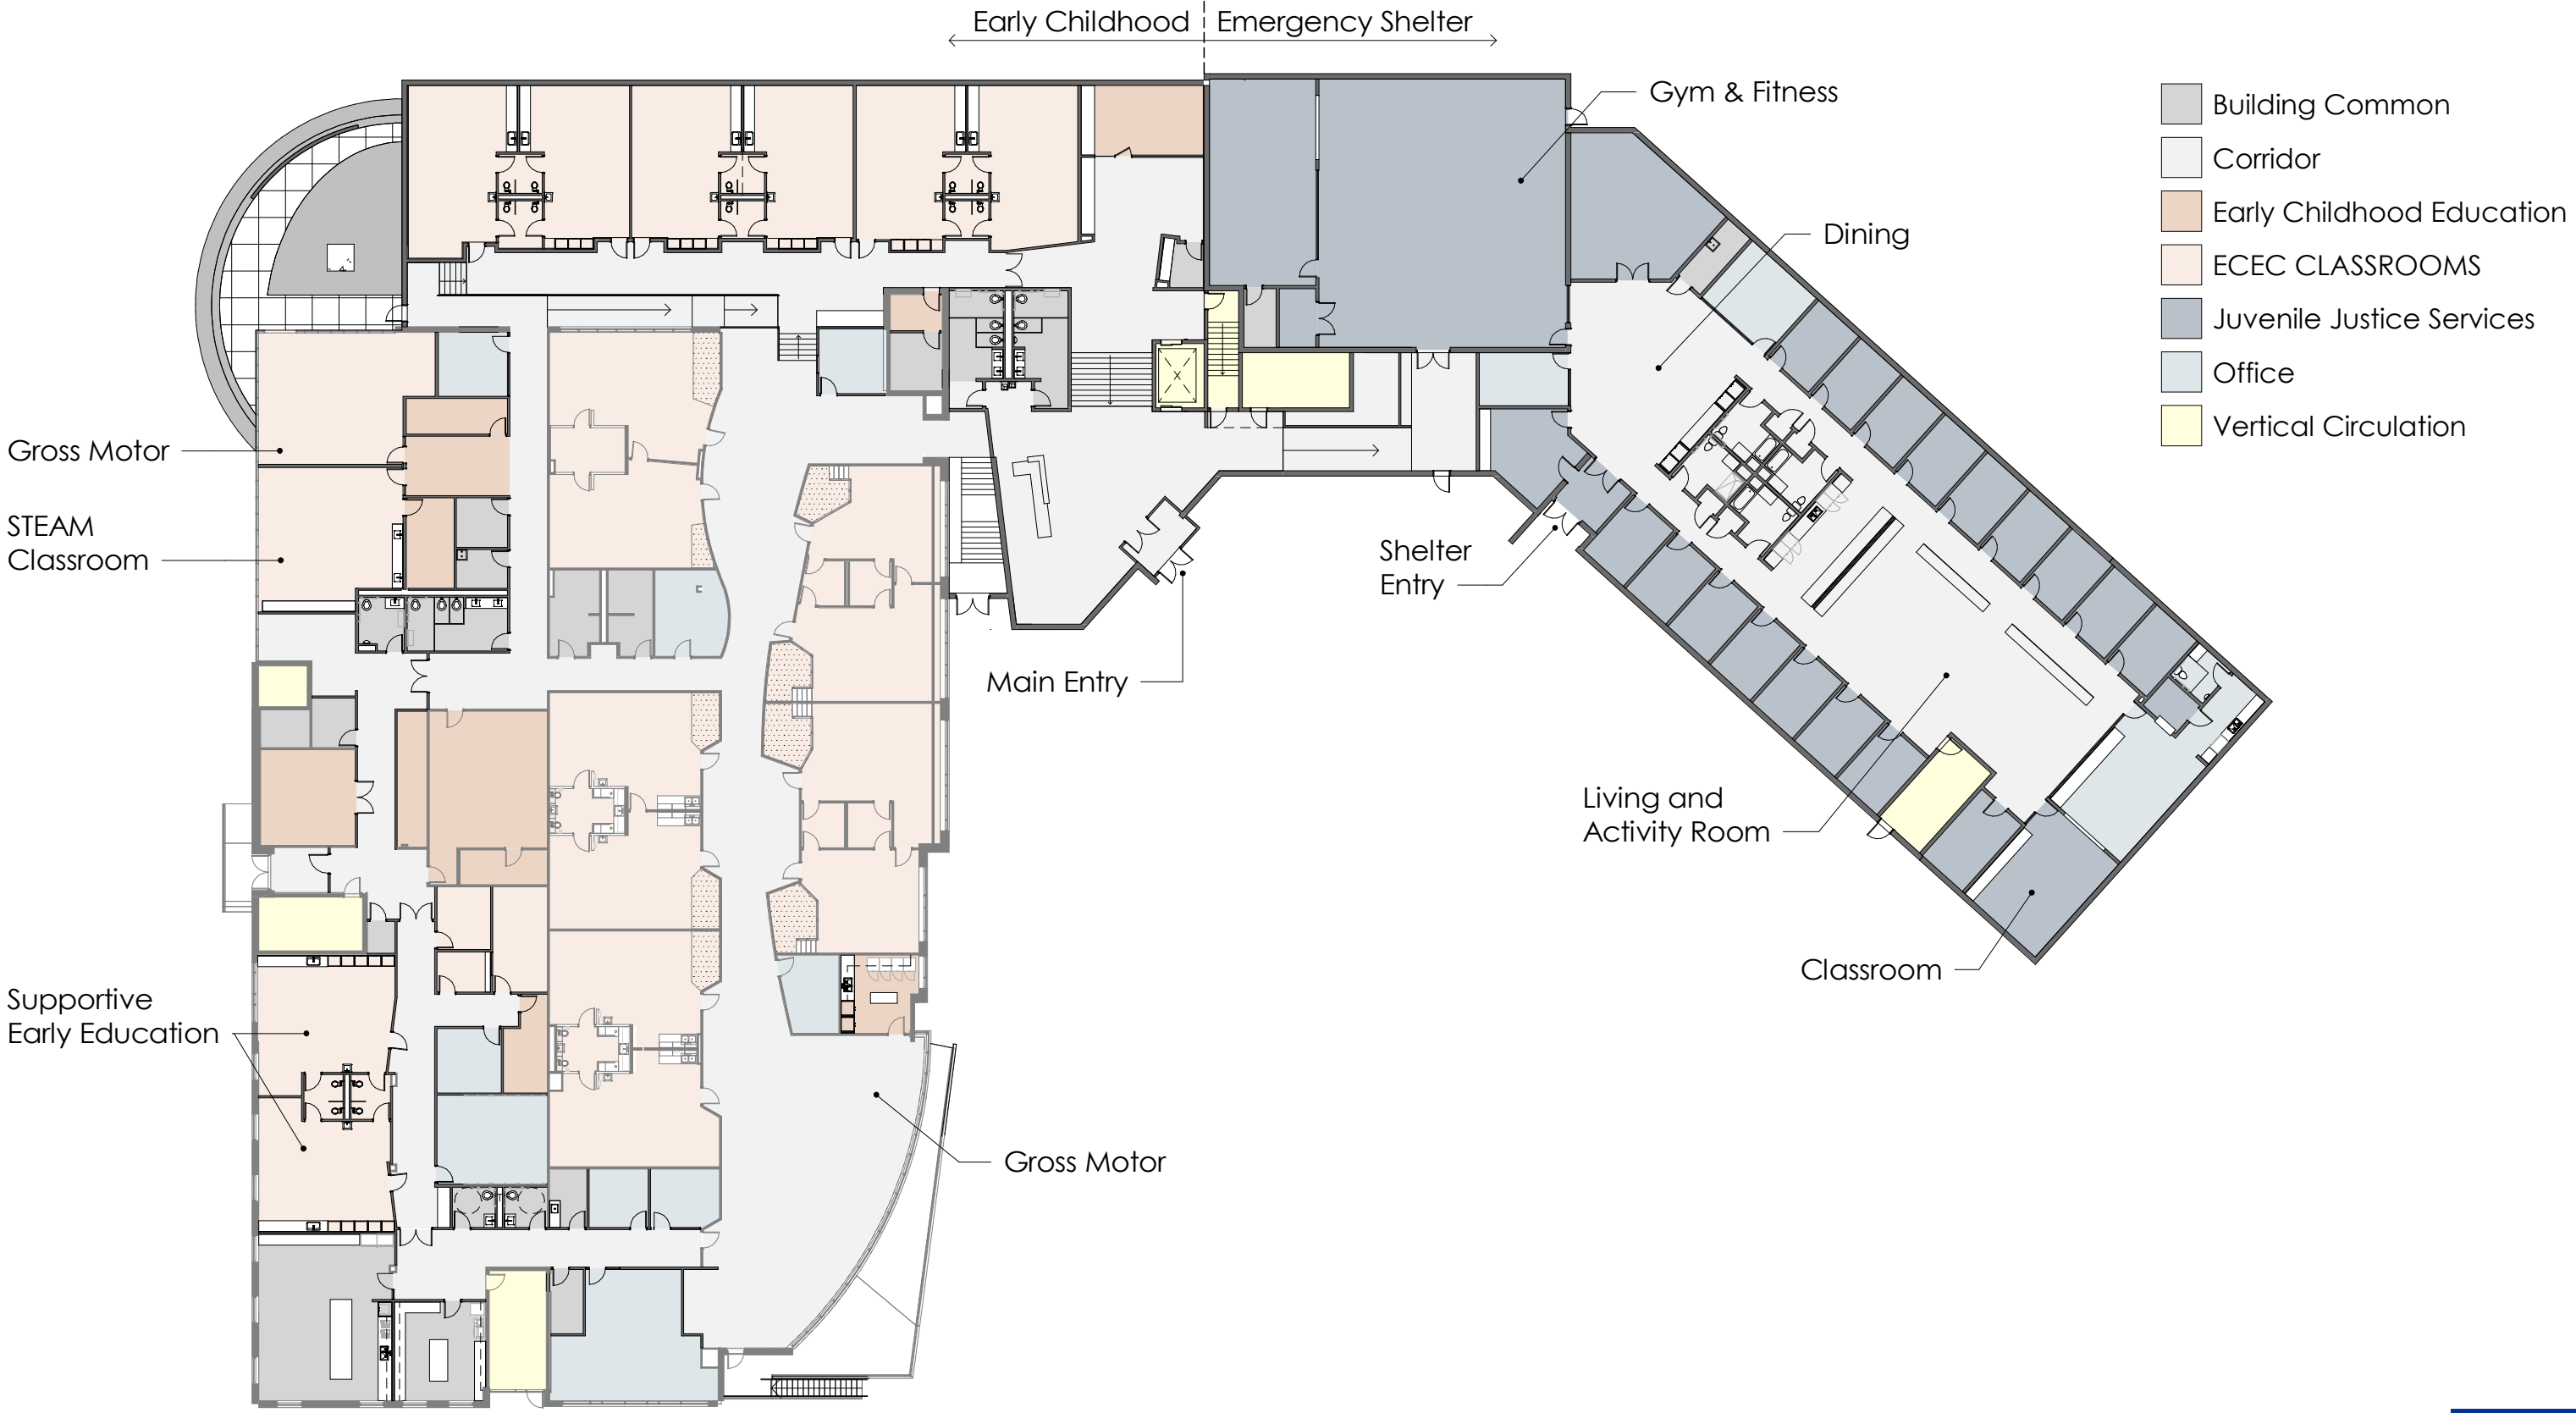 Early Childhood
Emergency Shelter
Gym & Fitness
Dining
Building Common
Corridor
Early Childhood Education
ECEC CLASSROOMS
Juvenile Justice Services
Office
Vertical Circulation
Gross Motor
STEAM
Classroom
Shelter
Entry
Main Entry
Living and
Activity Room
Classroom
Supportive
Early Education
Gross Motor